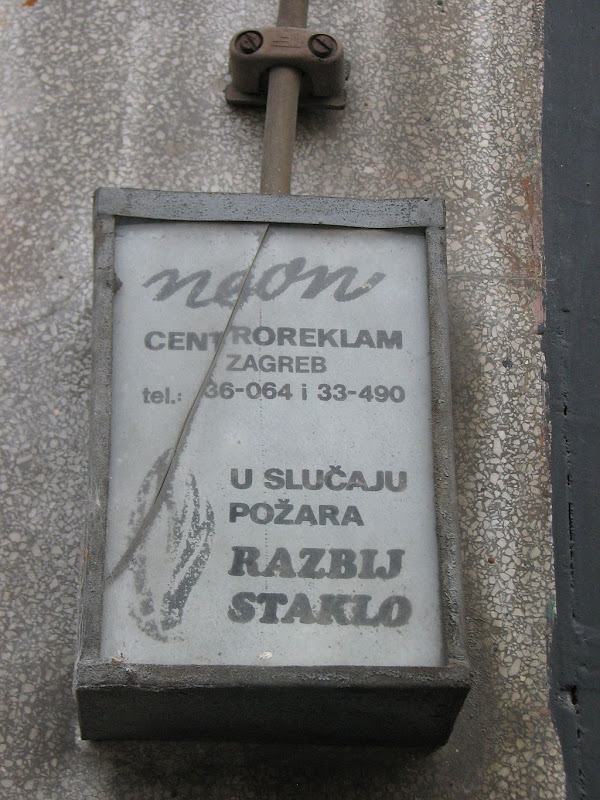 neon
CENTROREKLAM
ZAGREB
tel.: 36-064 i 33-490
U SLUČAJU
POŽARA
RAZBIJ
STAKLO